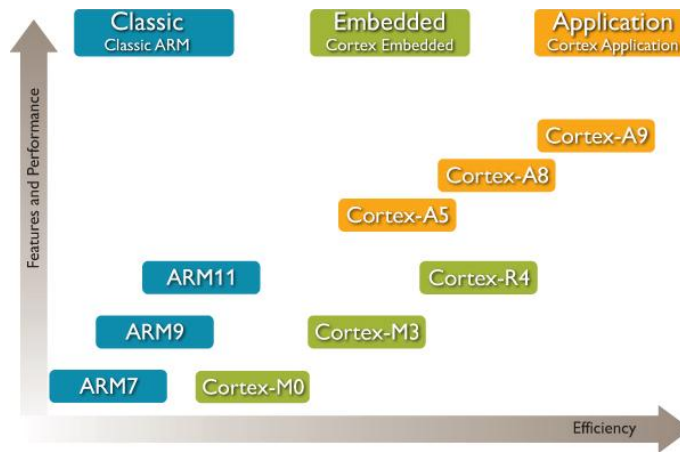 Classic
Classic ARM
Embedded
Cortex Embedded
Application
Cortex Application
Features and Performance
Cortex-A9
Cortex-A8
Cortex-A5
ARM11
Cortex-R4
ARM9
Cortex-M3
ARM7
Cortex-M0
Efficiency